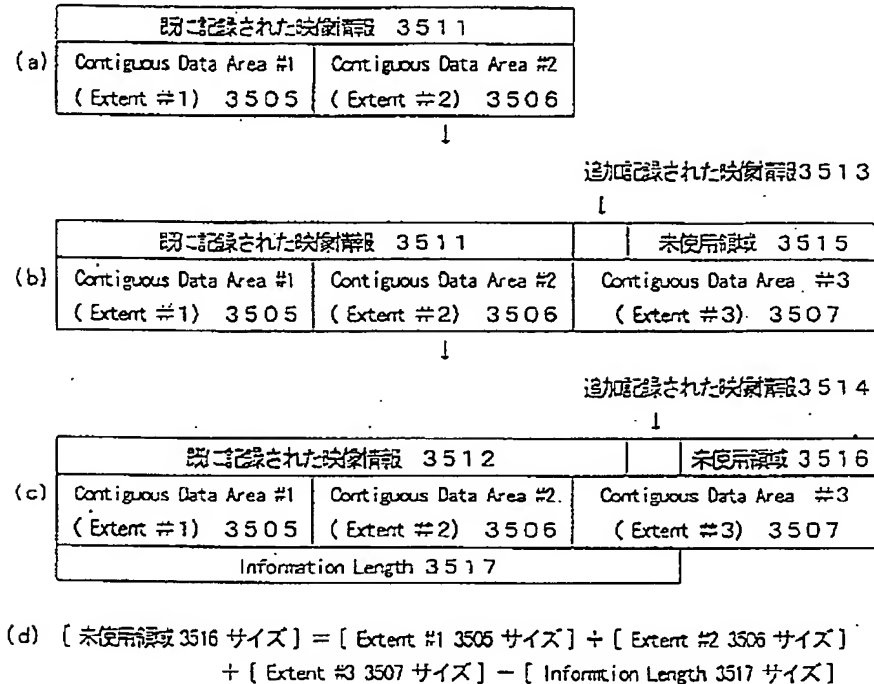 既に記録された映像情報 3511
(a) Contiguous Data Area #1 Contiguous Data Area #2
(Extent #1) 3505 (Extent #2) 3506
↓
追加記録された映像情報3513
↓
既に記録された映像情報 3511 未使用領域 3515
(b) Contiguous Data Area #1 Contiguous Data Area #2 Contiguous Data Area #3
(Extent #1) 3505 (Extent #2) 3506 (Extent #3) 3507
↓
追加記録された映像情報3514
↓
既に記録された映像情報 3512 未使用領域 3516
(c) Contiguous Data Area #1 Contiguous Data Area #2 Contiguous Data Area #3
(Extent #1) 3505 (Extent #2) 3506 (Extent #3) 3507
Information Length 3517
(d) [未使用領域 3516 サイズ] = [Extent #1 3505 サイズ] + [Extent #2 3506 サイズ]
+ [Extent #3 3507 サイズ] − [Informtion Length 3517 サイズ]